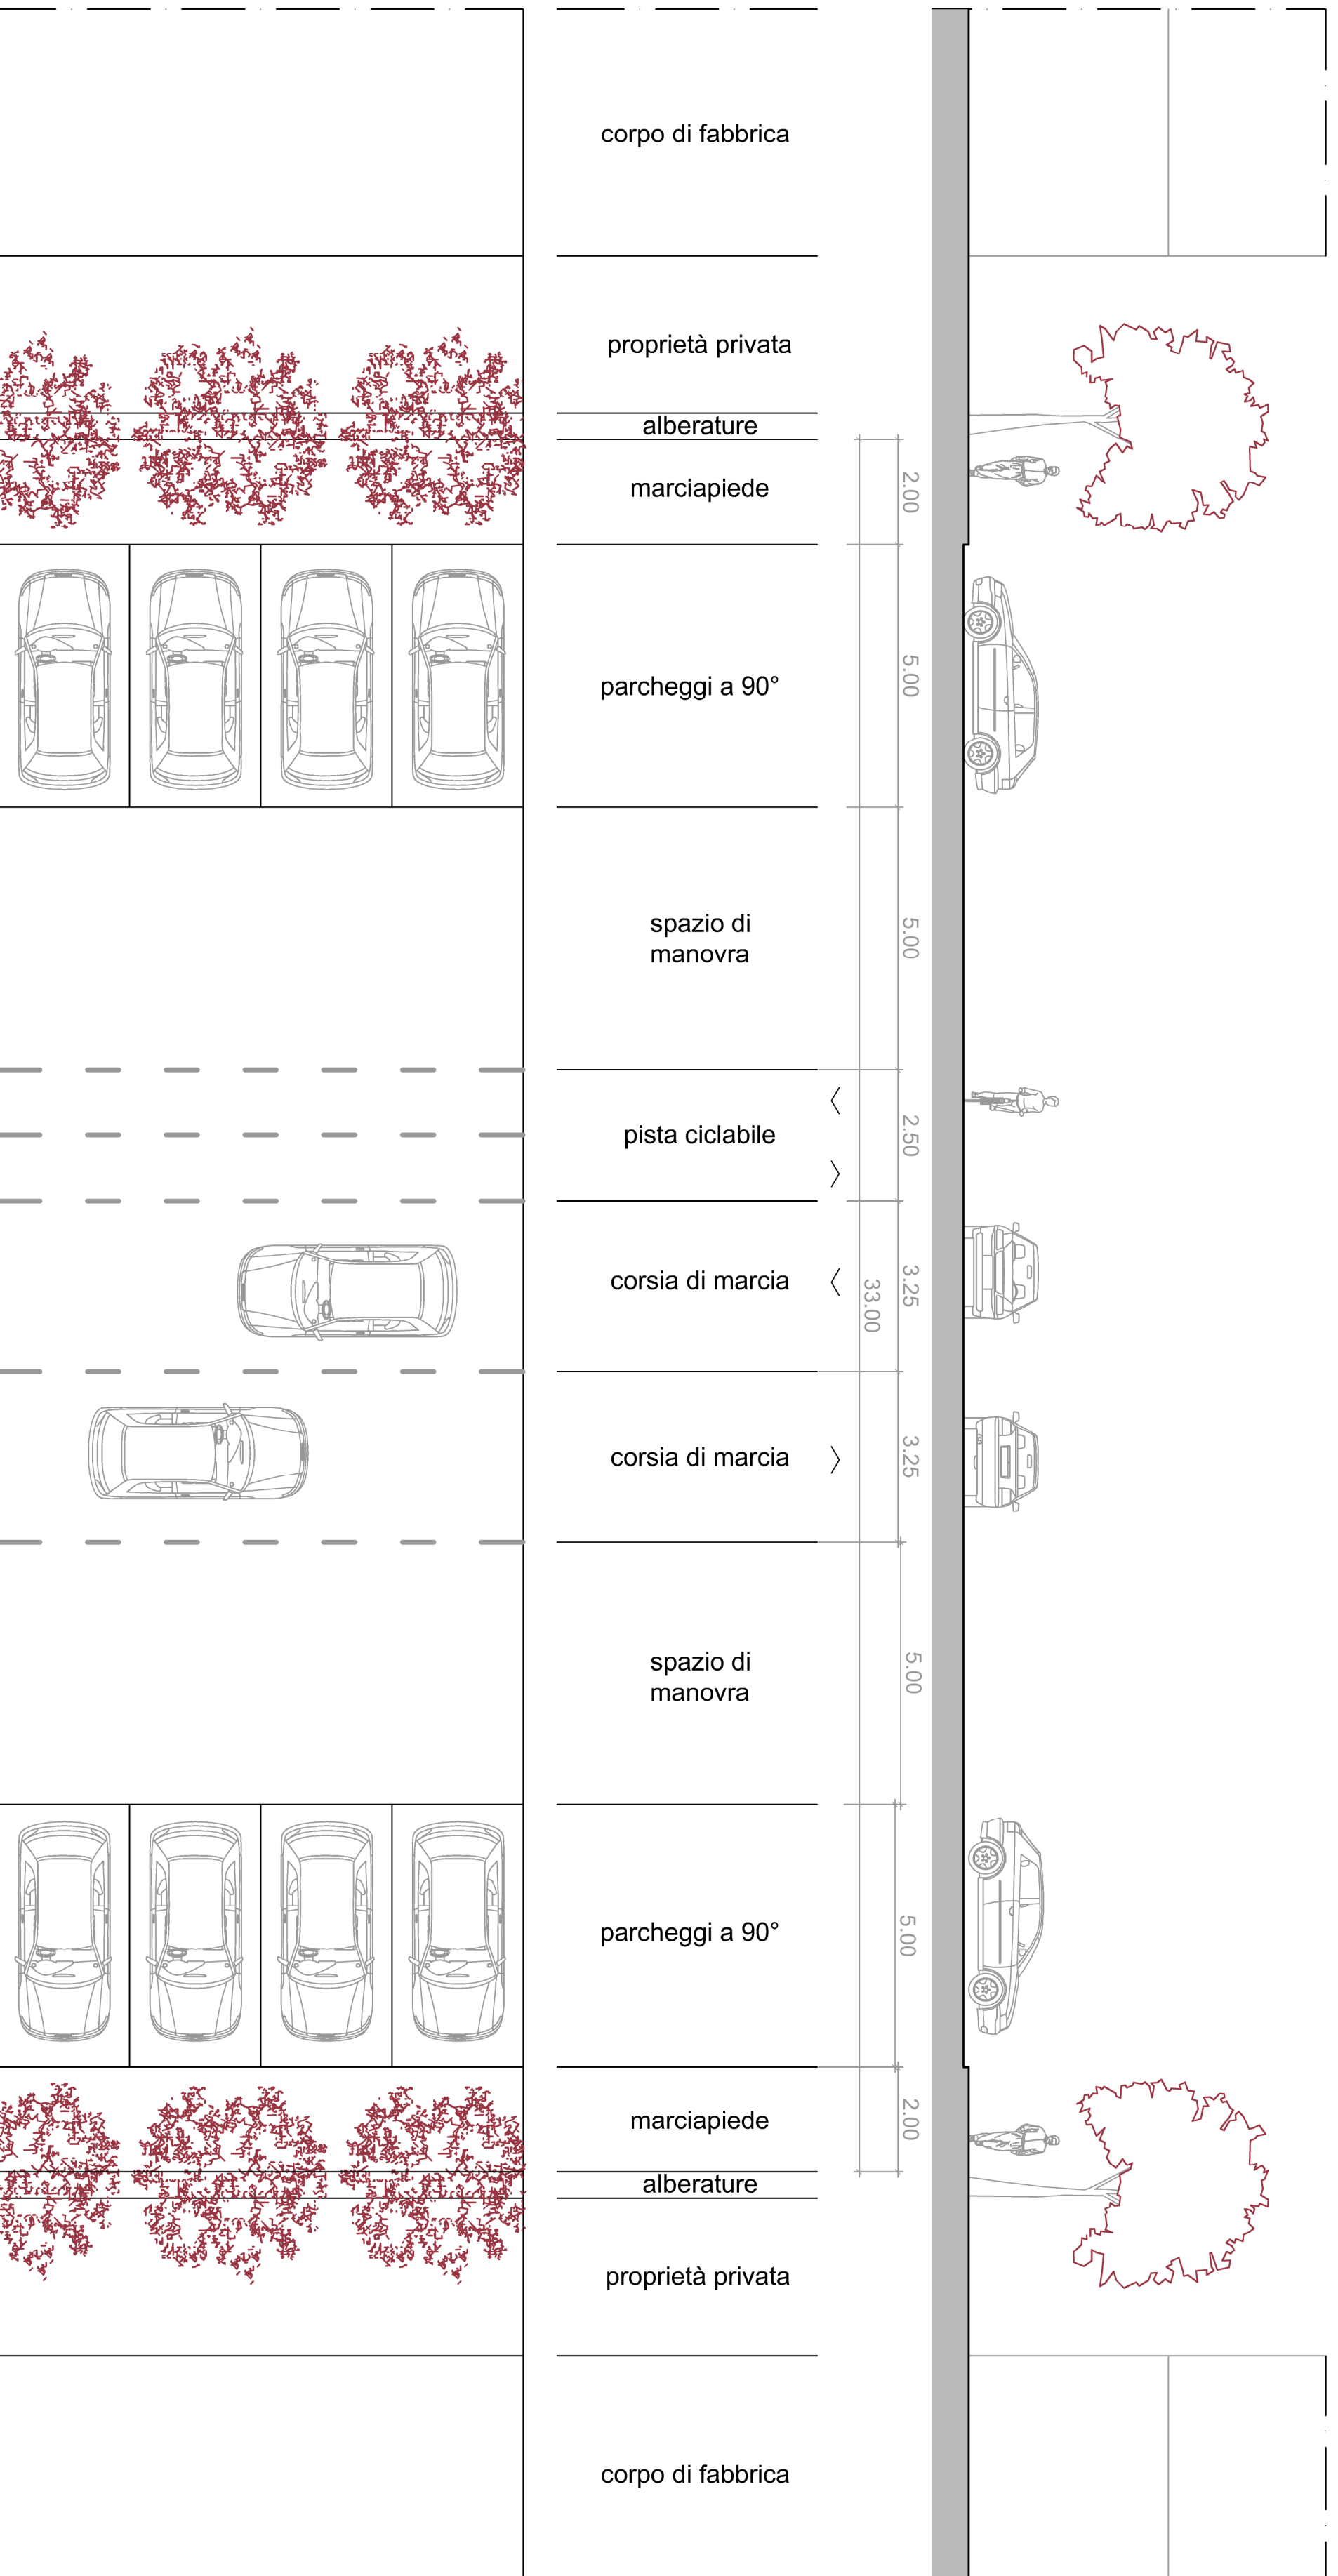 corpo di fabbrica
proprietà privata
alberature
marciapiede
2.00
parcheggi a 90°
5.00
spazio di
manovra
5.00
pista ciclabile
2.50
corsia di marcia
3.25
33.00
corsia di marcia
3.25
spazio di
manovra
5.00
parcheggi a 90°
5.00
marciapiede
2.00
alberature
proprietà privata
corpo di fabbrica